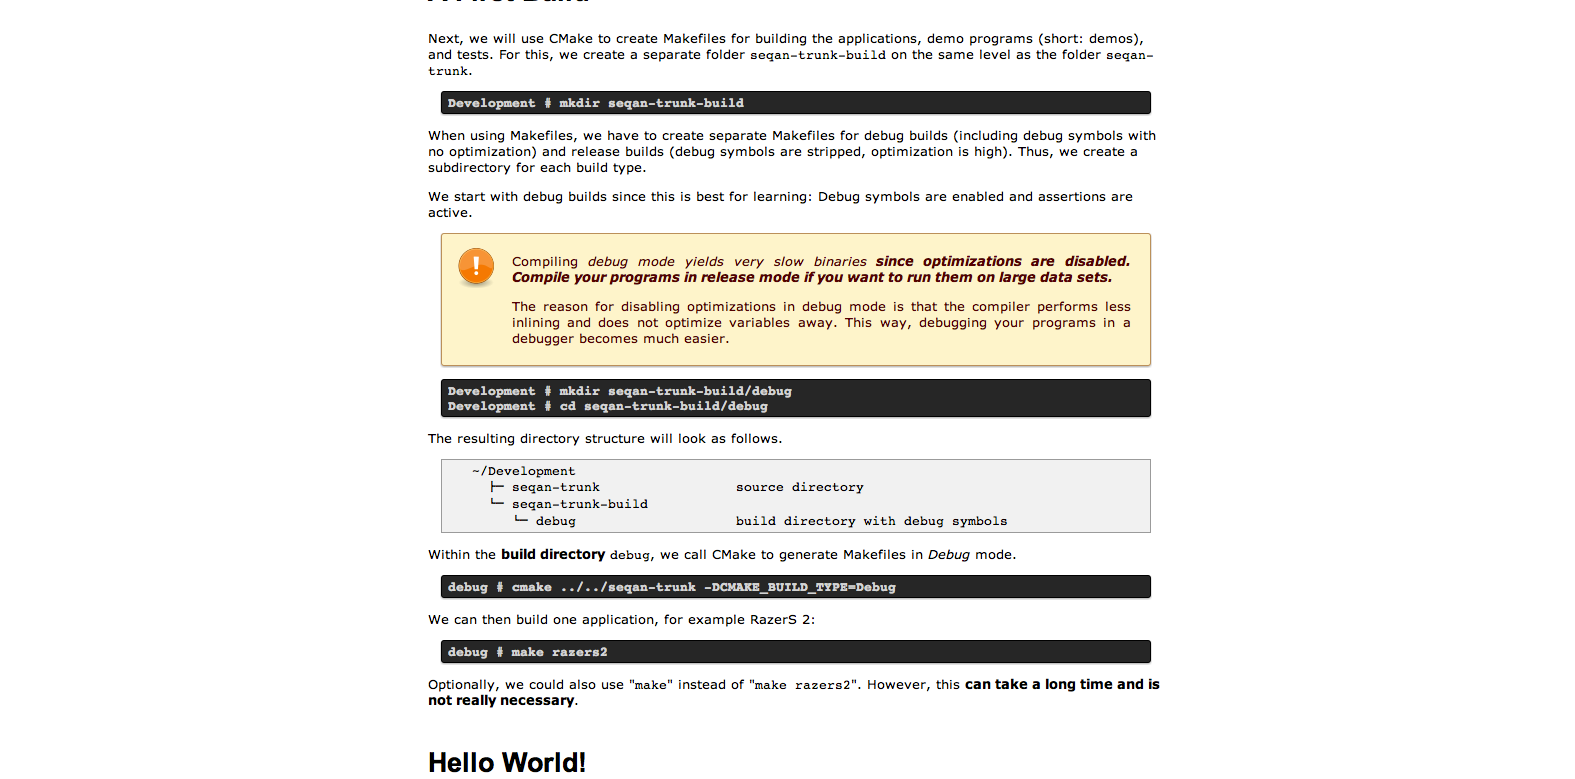 A First Build
Next, we will use CMake to create Makefiles for building the applications, demo programs (short: demos),
and tests. For this, we create a separate folder seqan-trunk-build on the same level as the folder seqan-
trunk.
Development # mkdir seqan-trunk-build
When using Makefiles, we have to create separate Makefiles for debug builds (including debug symbols with
no optimization) and release builds (debug symbols are stripped, optimization is high). Thus, we create a
subdirectory for each build type.
We start with debug builds since this is best for learning: Debug symbols are enabled and assertions are
active.
Compiling debug mode yields very slow binaries since optimizations are disabled.
Compile your programs in release mode if you want to run them on large data sets.
The reason for disabling optimizations in debug mode is that the compiler performs less
inlining and does not optimize variables away. This way, debugging your programs in a
debugger becomes much easier.
Development # mkdir seqan-trunk-build/debug
Development # cd seqan-trunk-build/debug
The resulting directory structure will look as follows.
~/Development
├─ seqan-trunk source directory
└─ seqan-trunk-build
└─ debug build directory with debug symbols
Within the build directory debug, we call CMake to generate Makefiles in Debug mode.
debug # cmake ../../seqan-trunk -DCMAKE_BUILD_TYPE=Debug
We can then build one application, for example RazerS 2:
debug # make razers2
Optionally, we could also use "make" instead of "make razers2". However, this can take a long time and is
not really necessary.
Hello World!